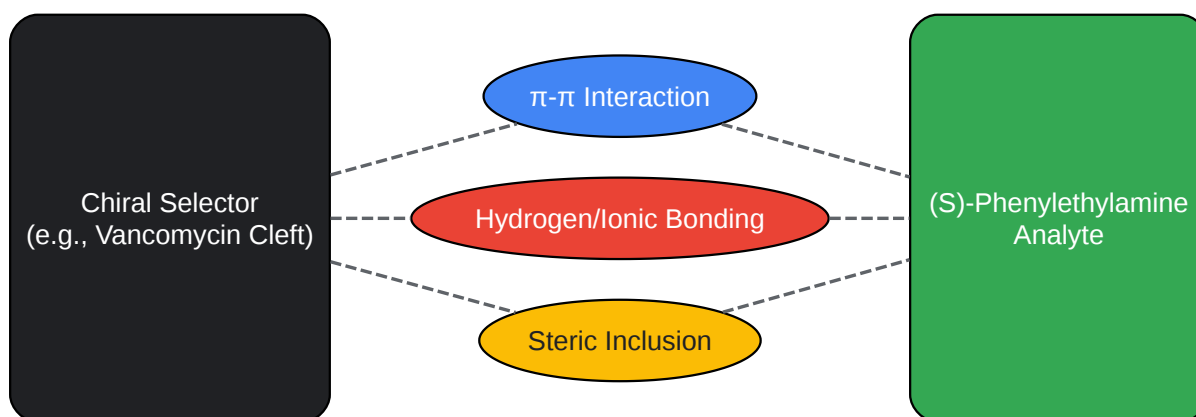 π-π Interaction
Chiral Selector
(e.g., Vancomycin Cleft)
Hydrogen/Ionic Bonding
(S)-Phenylethylamine
Analyte
Steric Inclusion